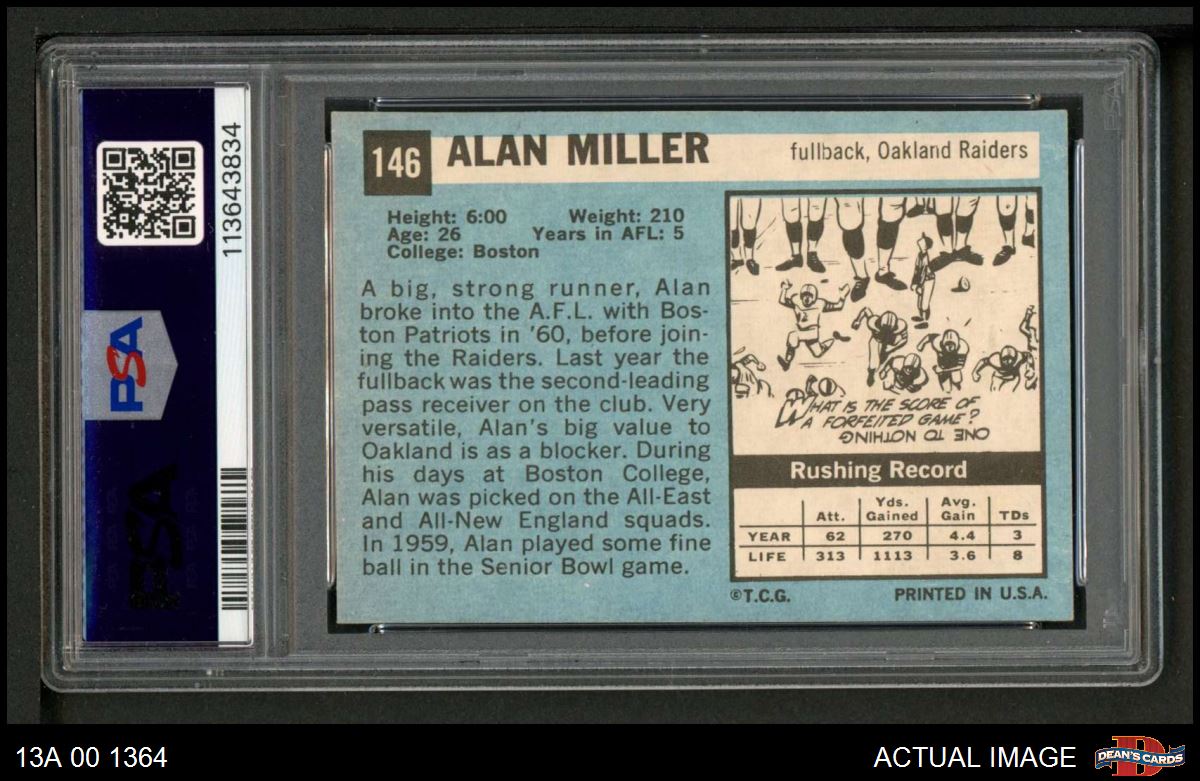 113643834
PSA
PSA
146 ALAN MILLER
fullback, Oakland Raiders
Height: 6:00 Weight: 210
Age: 26 Years in AFL: 5
College: Boston
A big, strong runner, Alan
broke into the A.F.L. with Bos-
ton Patriots in '60, before join-
ing the Raiders. Last year the
fullback was the second-leading
pass receiver on the club. Very
versatile, Alan's big value to
Oakland is as a blocker. During
his days at Boston College,
Alan was picked on the All-East
and All-New England squads.
In 1959, Alan played some fine
ball in the Senior Bowl game.
WHAT IS THE SCORE OF
A FORFEITED GAME?
ONE TO NOTHING
Rushing Record
Att. Yds. Gained Avg. Gain TDs
YEAR 62 270 4.4 3
LIFE 313 1113 3.6 8
©T.C.G. PRINTED IN U.S.A.
PSA
13A 00 1364
ACTUAL IMAGE
DEAN'S CARDS